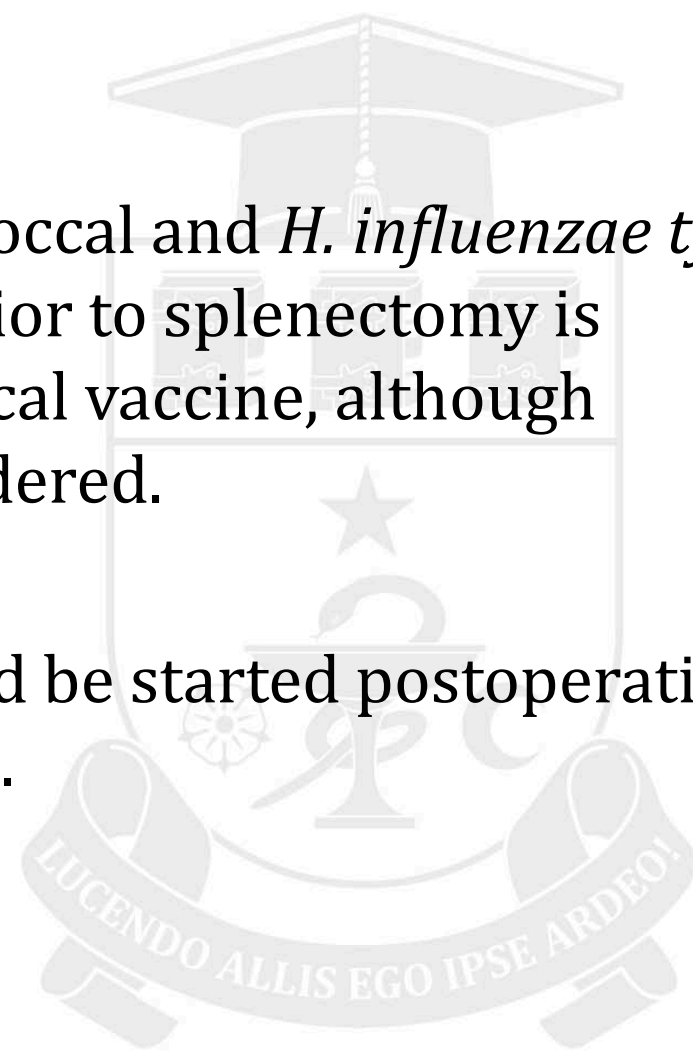 occal and H. influenzae ty
ior to splenectomy is
cal vaccine, although
dered.
d be started postoperati
.
LUCENDO ALLIS EGO IPSE ARDEO!